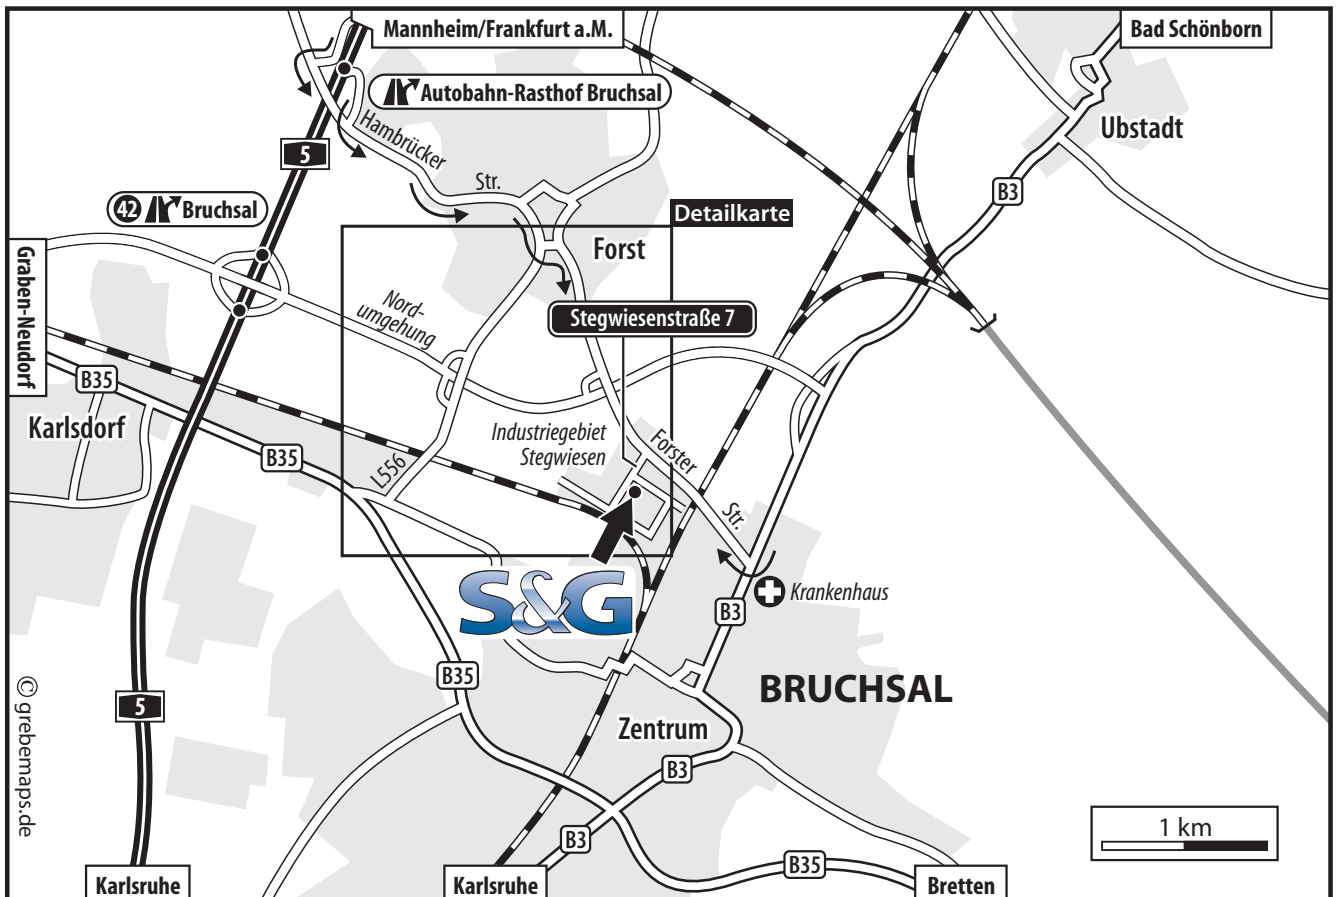 Mannheim/Frankfurt a.M.
Bad Schönborn
Autobahn-Rasthof Bruchsal
Hambrücker
Str.
Ubstadt
5
B3
42 Bruchsal
Detailkarte
Forst
Graben-Neudorf
Nord-
umgehung
Stegwiesenstraße 7
B35
Karlsdorf
B35
L556
Industriegebiet
Stegwiesen
Forster
Str.
S&G
Krankenhaus
B3
B35
BRUCHSAL
5
Zentrum
B3
© grebemaps.de
B3
1 km
B35
Karlsruhe
Karlsruhe
Bretten